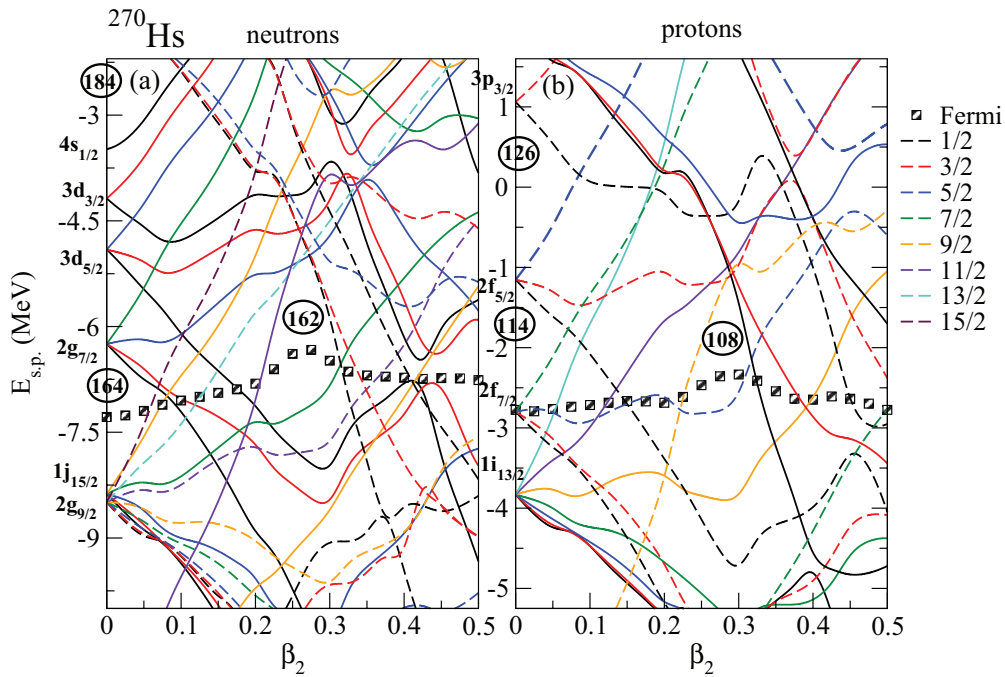 270Hs neutrons protons
184 (a)
-3
4s1/2
3d3/2
-4.5
3d5/2
-6
2g7/2
162
164
-7.5
1j15/2
2g9/2
-9
Es.p. (MeV)
0 0.1 0.2 0.3 0.4 0.5
β2
3p3/2 (b)
1
126
0
-1
2f5/2
114
-2
108
2f7/2
-3
1i13/2
-4
-5
0 0.1 0.2 0.3 0.4 0.5
β2
Fermi
1/2
3/2
5/2
7/2
9/2
11/2
13/2
15/2